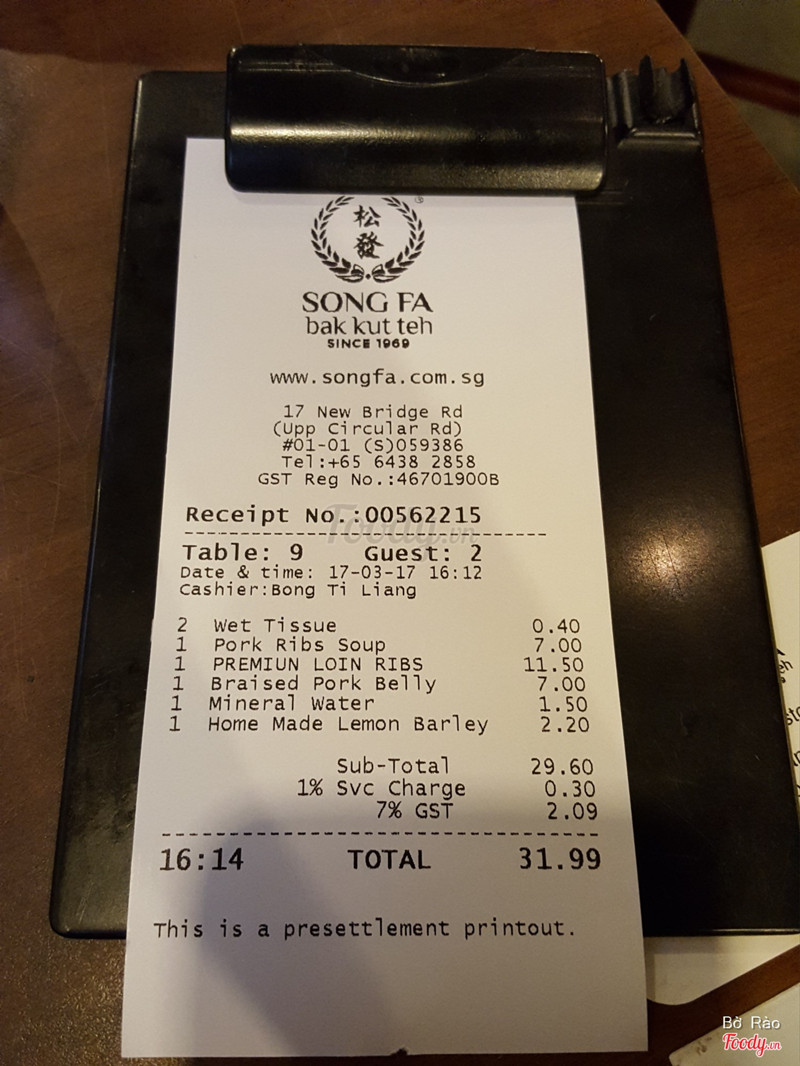 松
發
®
SONG FA
bak kut teh
SINCE 1969
www.songfa.com.sg
17 New Bridge Rd
(Upp Circular Rd)
#01-01 (S)059386
Tel:+65 6438 2858
GST Reg No.:46701900B
Receipt No.:00562215
Foody.vn
Table: 9 Guest: 2
Date & time: 17-03-17 16:12
Cashier:Bong Ti Liang
2 Wet Tissue 0.40
1 Pork Ribs Soup 7.00
1 PREMIUN LOIN RIBS 11.50
1 Braised Pork Belly 7.00
1 Mineral Water 1.50
1 Home Made Lemon Barley 2.20
Sub-Total 29.60
1% Svc Charge 0.30
7% GST 2.09
16:14 TOTAL 31.99
This is a presettlement printout.
Bờ Rào
Foody.vn